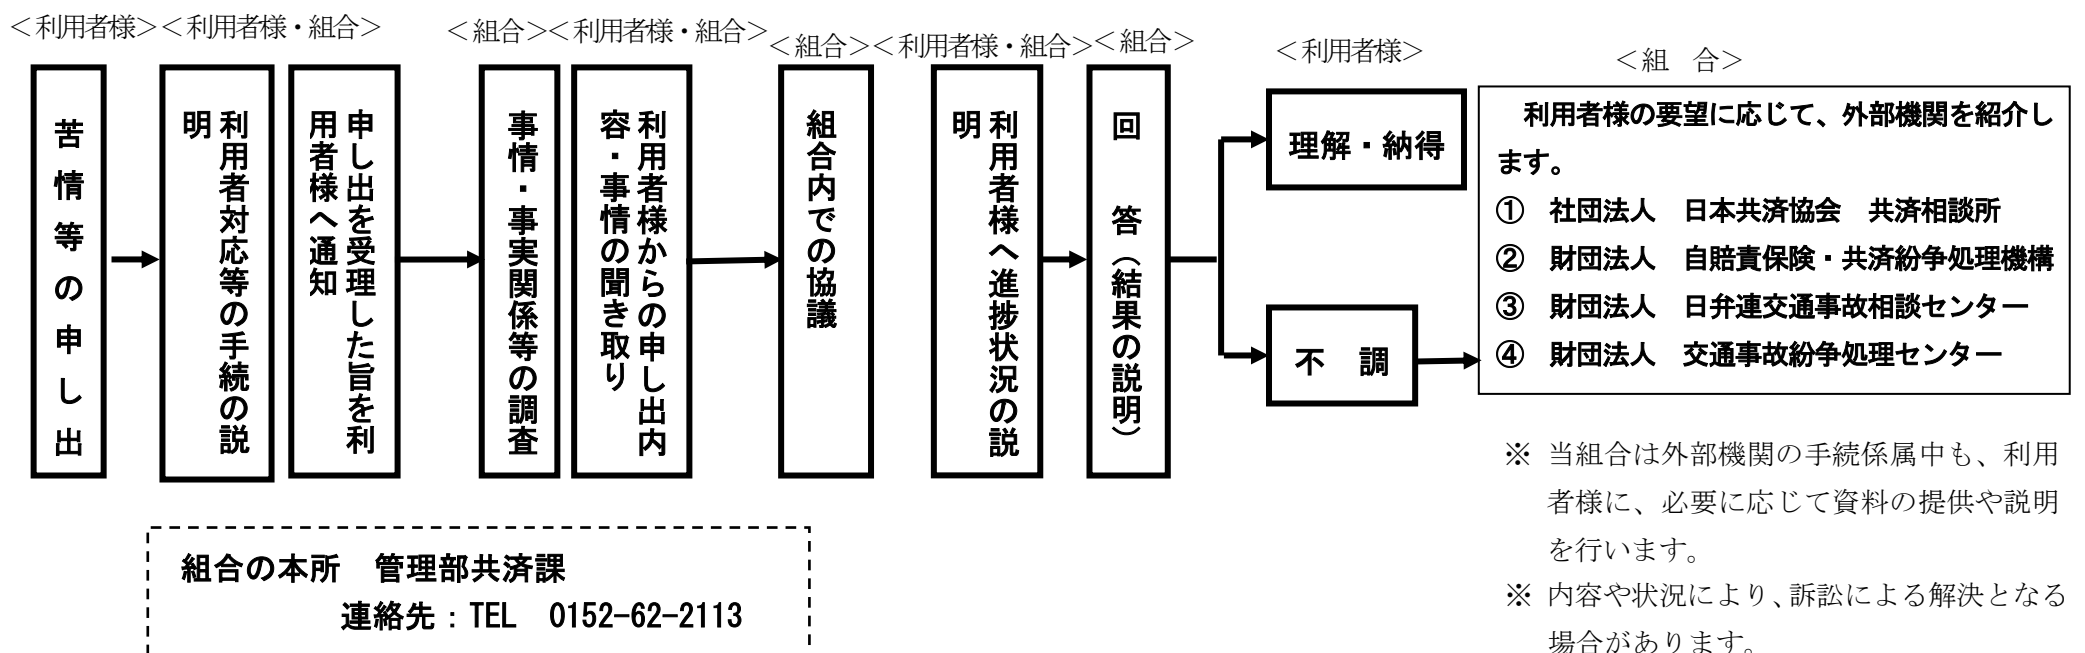 ＜利用者様＞
＜利用者様・組合＞
＜組合＞
＜利用者様・組合＞
＜組合＞
＜利用者様・組合＞
＜組合＞
＜利用者様＞
＜組　合＞
苦情等の申し出
利用者対応等の手続の説
明
申し出を受理した旨を利
用者様へ通知
事情・事実関係等の調査
利用者様からの申し出内
容・事情の聞き取り
組合内での協議
利用者様へ進捗状況の説
明
回　答（結果の説明）
理解・納得
不　調
利用者様の要望に応じて、外部機関を紹介し
ます。
①　社団法人　日本共済協会　共済相談所
②　財団法人　自賠責保険・共済紛争処理機構
③　財団法人　日弁連交通事故相談センター
④　財団法人　交通事故紛争処理センター
※ 当組合は外部機関の手続係属中も、利用
者様に、必要に応じて資料の提供や説明
を行います。
※ 内容や状況により、訴訟による解決となる
場合があります。
組合の本所　管理部共済課
連絡先：TEL　0152-62-2113